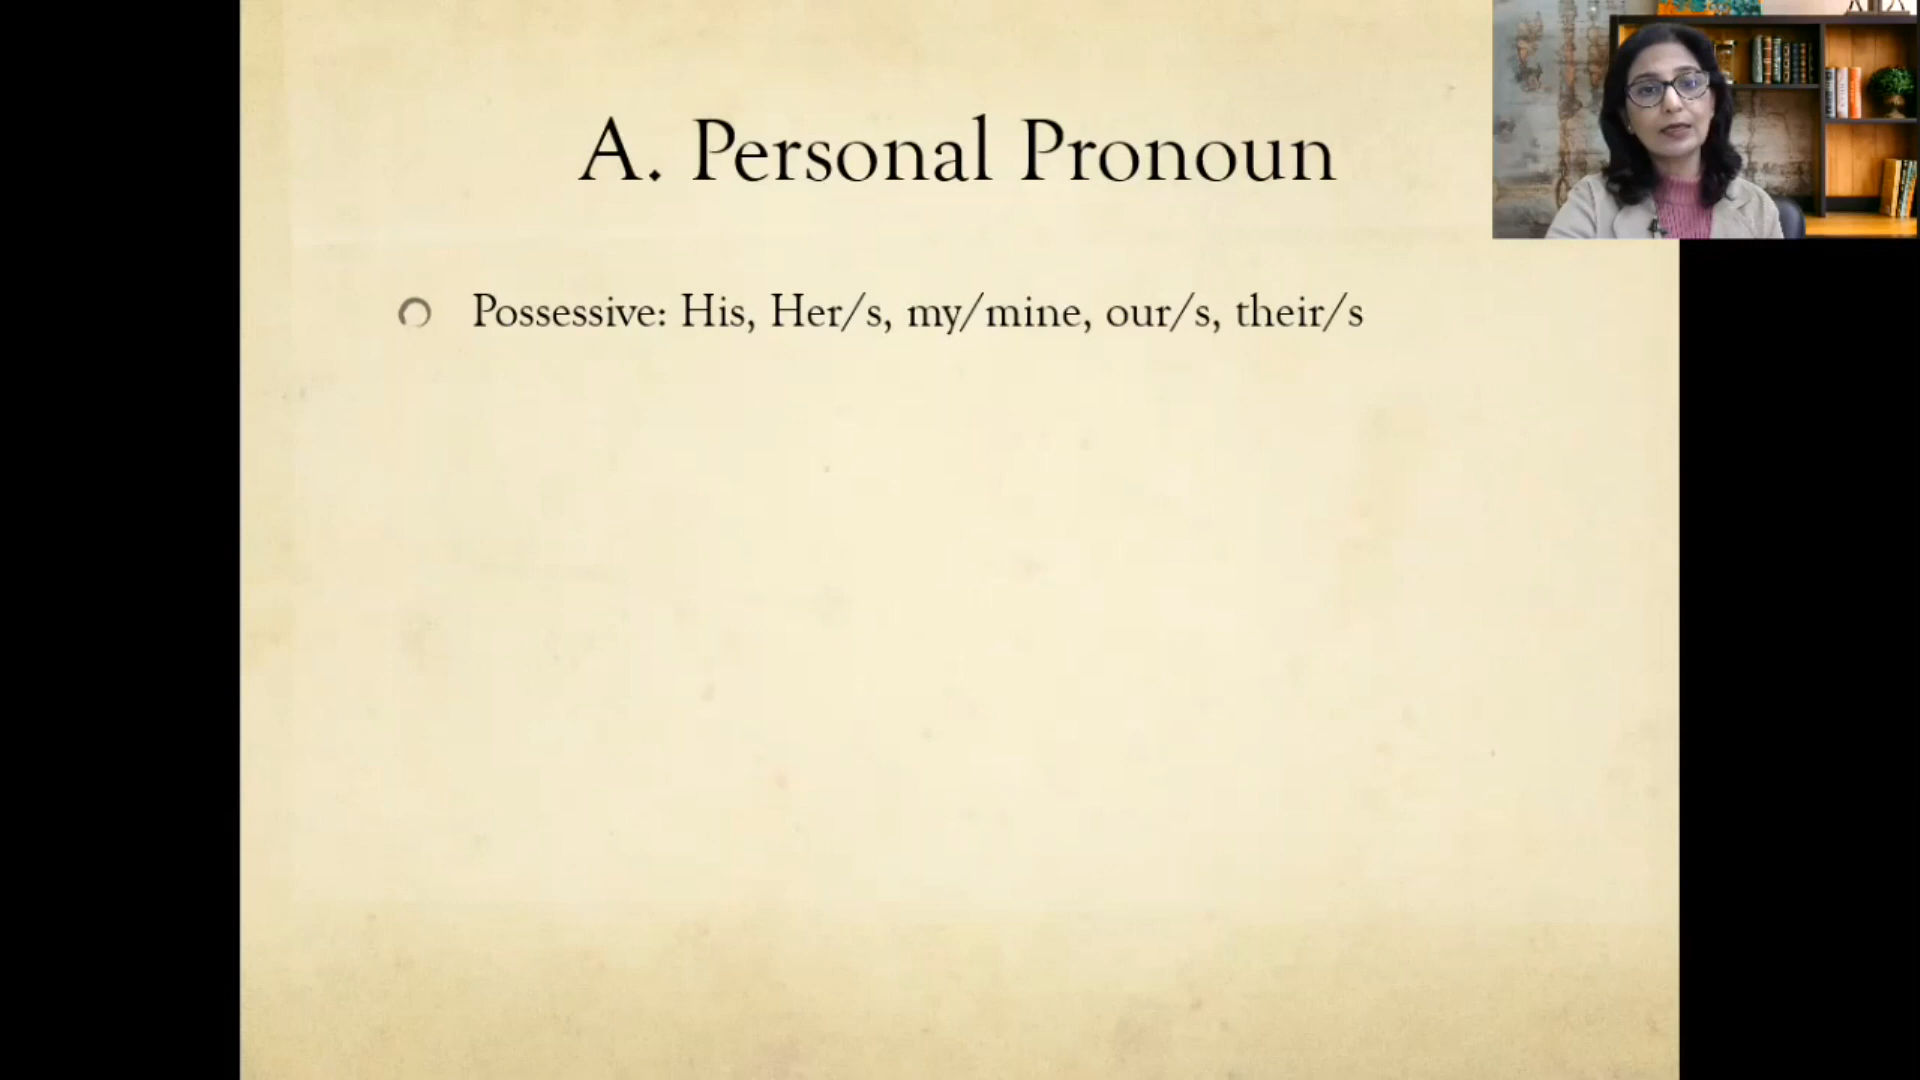 A. Personal Pronoun
Possessive: His, Her/s, my/mine, our/s, their/s